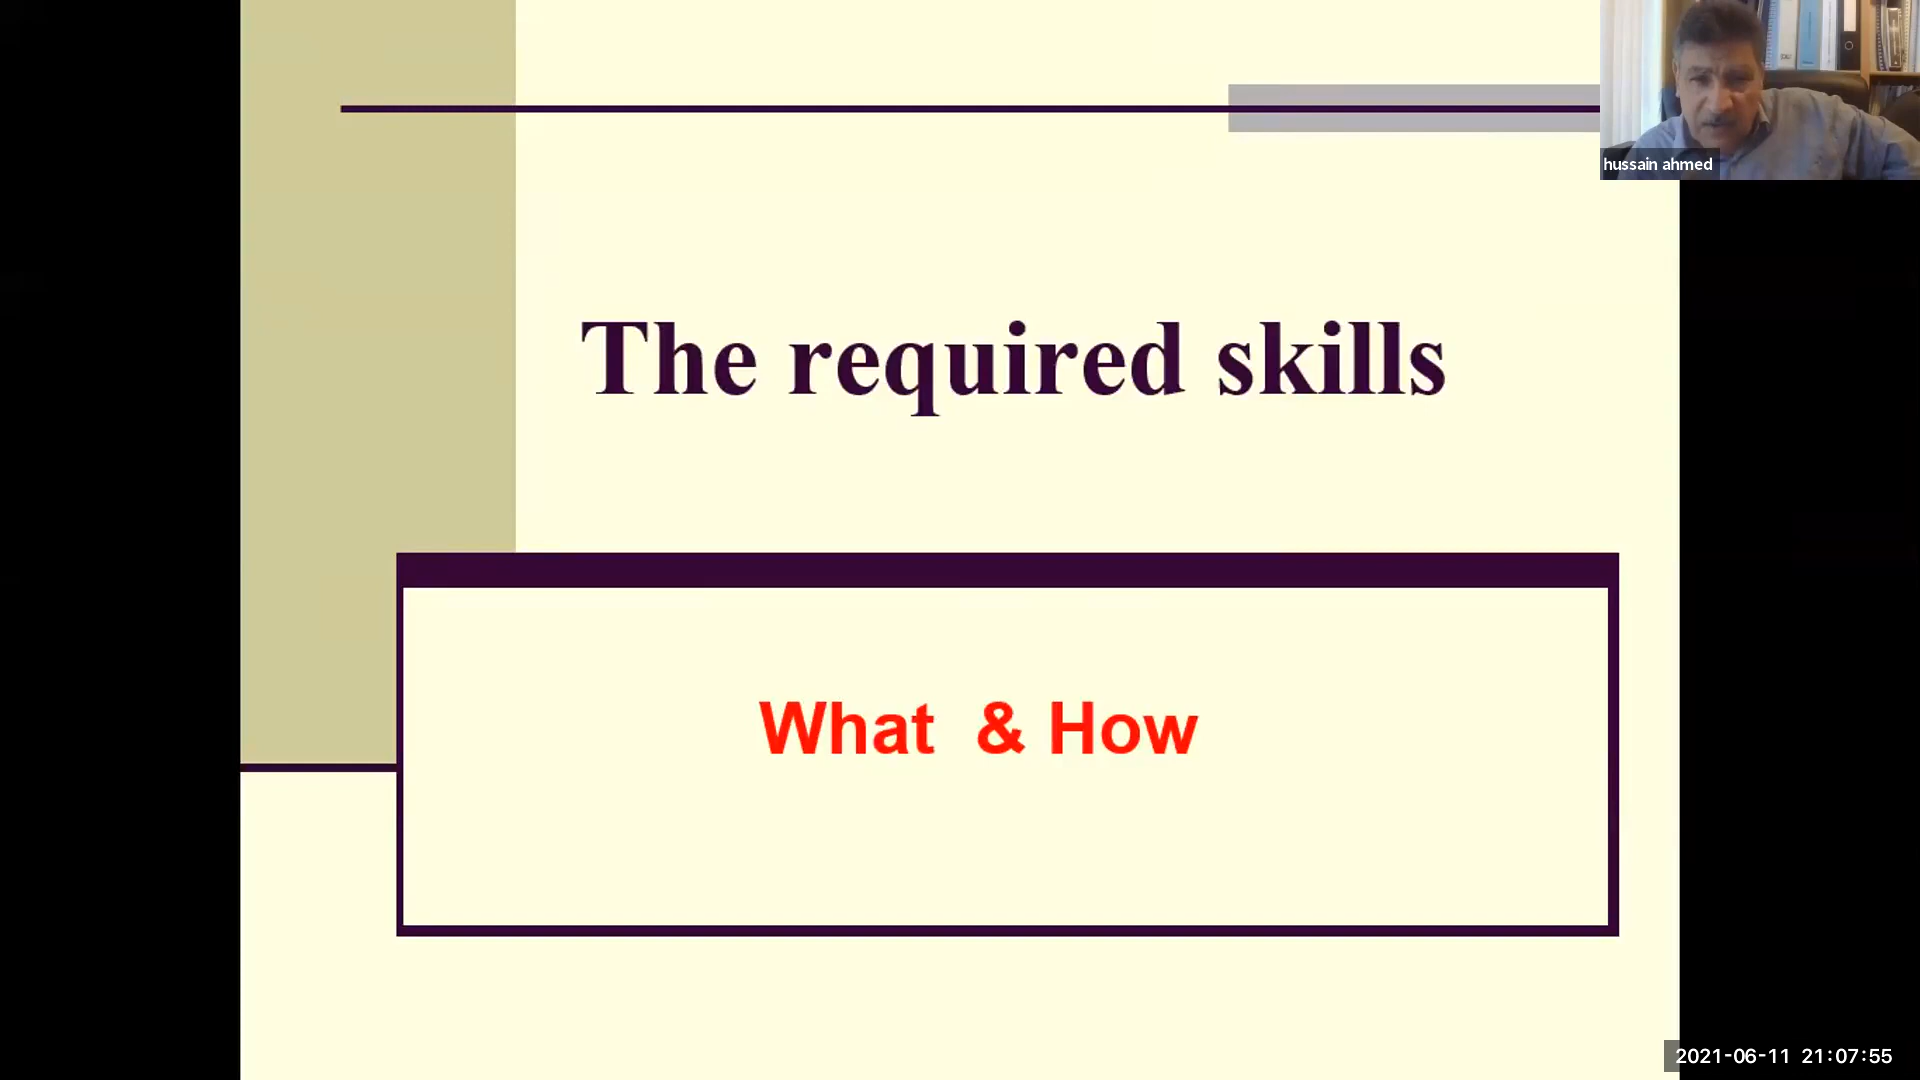 hussain ahmed
The required skills
What & How
2021-06-11 21:07:55